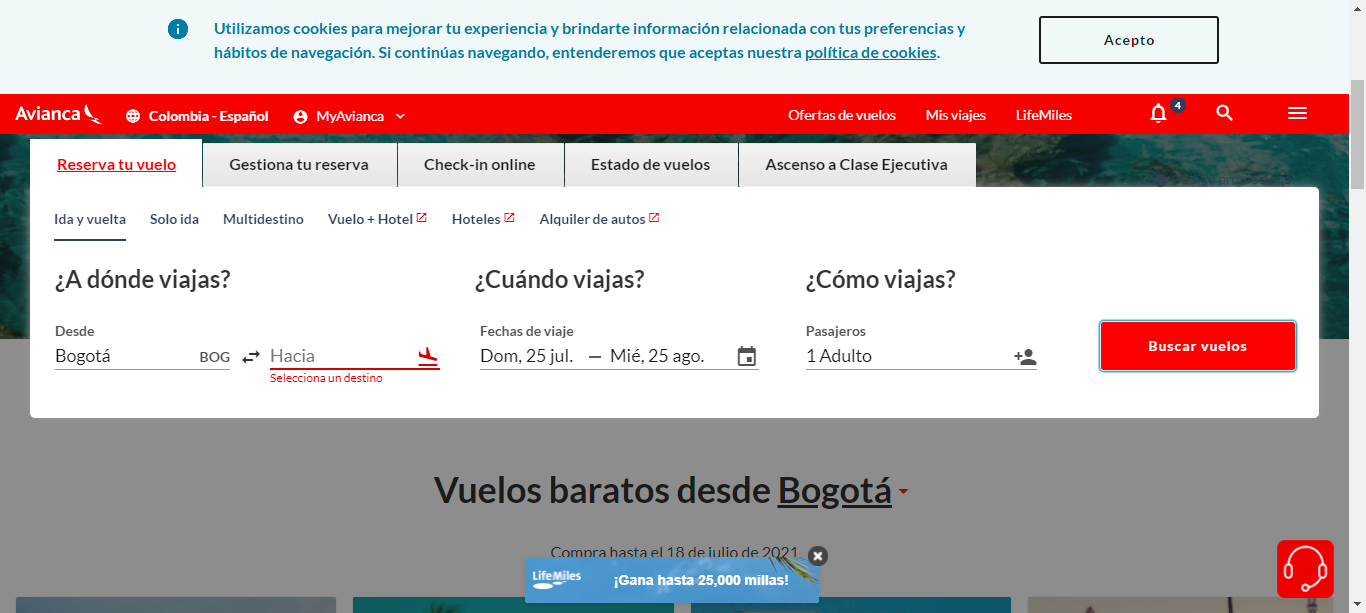 Utilizamos cookies para mejorar tu experiencia y brindarte información relacionada con tus preferencias y
hábitos de navegación. Si continúas navegando, entenderemos que aceptas nuestra política de cookies.
Acepto
Avianca
Colombia - Español
MyAvianca
Ofertas de vuelos
Mis viajes
LifeMiles
4
Reserva tu vuelo
Gestiona tu reserva
Check-in online
Estado de vuelos
Ascenso a Clase Ejecutiva
Ida y vuelta
Solo ida
Multidestino
Vuelo + Hotel
Hoteles
Alquiler de autos
¿A dónde viajas?
¿Cuándo viajas?
¿Cómo viajas?
Desde
Bogotá BOG
Hacia
Selecciona un destino
Fechas de viaje
Dom, 25 jul. — Mié, 25 ago.
Pasajeros
1 Adulto
Buscar vuelos
Vuelos baratos desde Bogotá
Compra hasta el 18 de julio de 2021
LifeMiles
¡Gana hasta 25,000 millas!